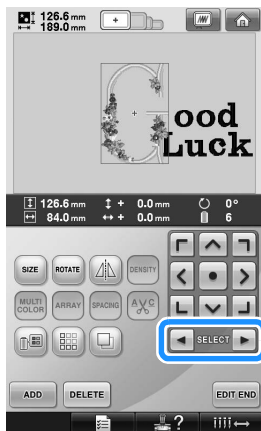 126.6 mm
189.0 mm
ood
Luck
126.6 mm + 0.0 mm 0°
84.0 mm + 0.0 mm 6
SIZE ROTATE DENSITY
MULTI COLOR ARRAY SPACING AVC
SELECT
ADD DELETE EDIT END
?